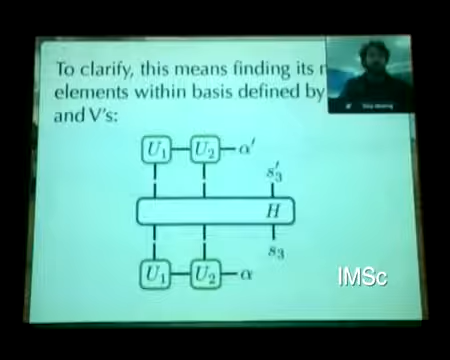 To clarify, this means finding its
elements within basis defined by
and V's:
U₁ U₂ α'
s'₃
H
s₃
U₁ U₂ α
IMSc